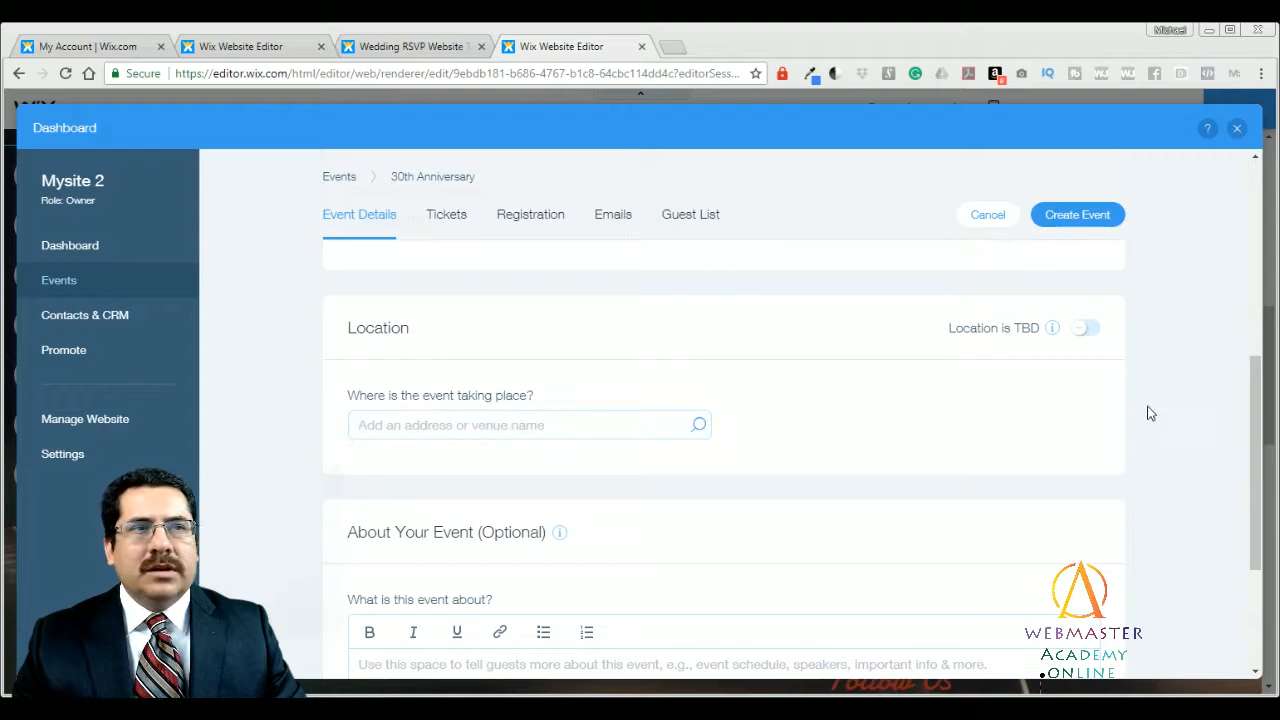 Michael
My Account | Wix.com
Wix Website Editor
Wedding RSVP Website T
Wix Website Editor
Secure
https://editor.wix.com/html/editor/web/renderer/edit/9ebdb181-b686-4767-b1c8-64cbc114dd4c?editorSess...
Dashboard
?
Mysite 2
Role: Owner
Dashboard
Events
Contacts & CRM
Promote
Manage Website
Settings
Events
30th Anniversary
Event Details
Tickets
Registration
Emails
Guest List
Cancel
Create Event
Location
Location is TBD
Where is the event taking place?
Add an address or venue name
About Your Event (Optional)
What is this event about?
B I U
Use this space to tell guests more about this event, e.g., event schedule, speakers, important info & more.
WEBMASTER
ACADEMY
.ONLINE
Follow Us